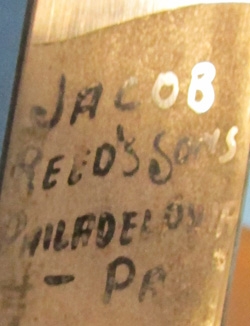 JACOB
REED'S SONS
PHILADELPHIA
- PA